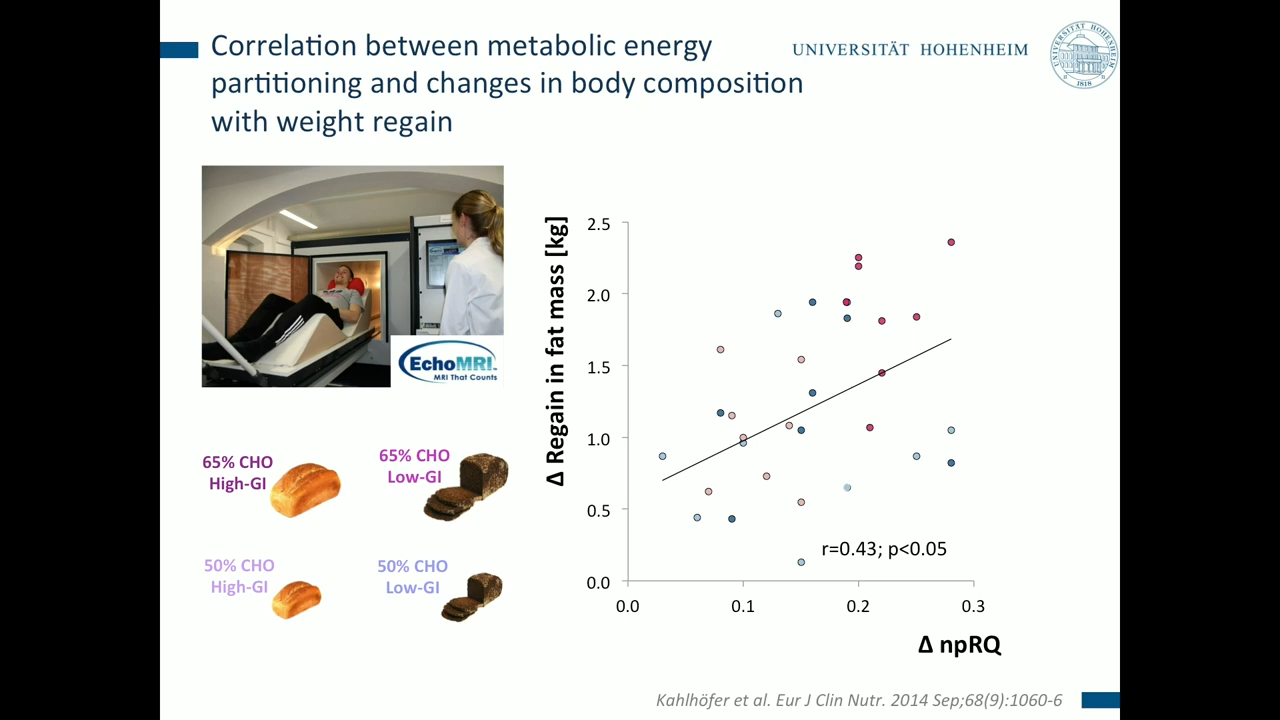 Correlation between metabolic energy
partitioning and changes in body composition
with weight regain
UNIVERSITÄT HOHENHEIM
UNIVERSITÄT HOHENHEIM
1818
EchoMRI™
MRI That Counts
65% CHO
High-GI
65% CHO
Low-GI
50% CHO
High-GI
50% CHO
Low-GI
Δ Regain in fat mass [kg]
2.5
2.0
1.5
1.0
0.5
0.0
r=0.43; p<0.05
0.0 0.1 0.2 0.3
Δ npRQ
Kahlhöfer et al. Eur J Clin Nutr. 2014 Sep;68(9):1060-6